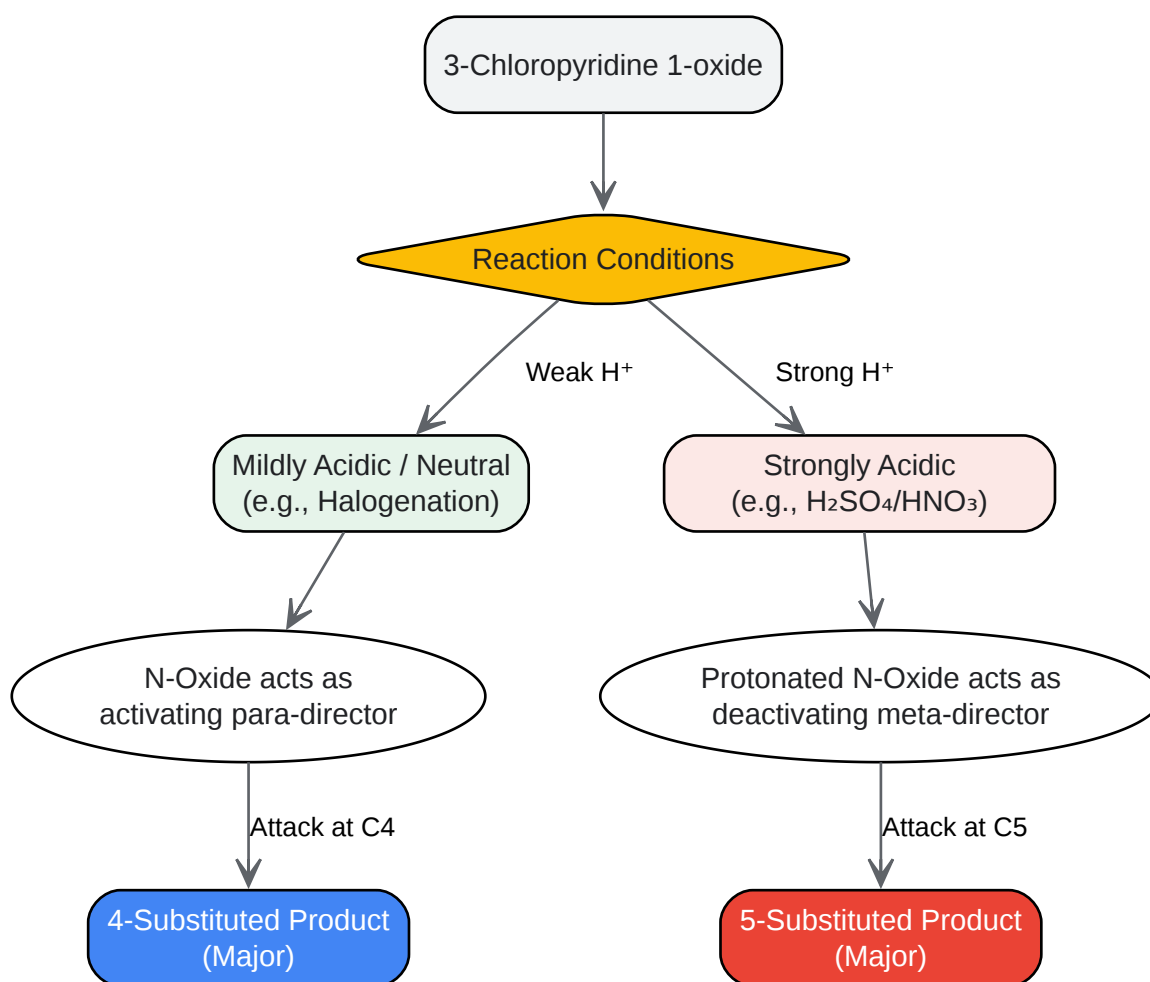 3-Chloropyridine 1-oxide
Reaction Conditions
Weak H⁺
Strong H⁺
Mildly Acidic / Neutral
(e.g., Halogenation)
Strongly Acidic
(e.g., H₂SO₄/HNO₃)
N-Oxide acts as
activating para-director
Protonated N-Oxide acts as
deactivating meta-director
Attack at C4
Attack at C5
4-Substituted Product
(Major)
5-Substituted Product
(Major)